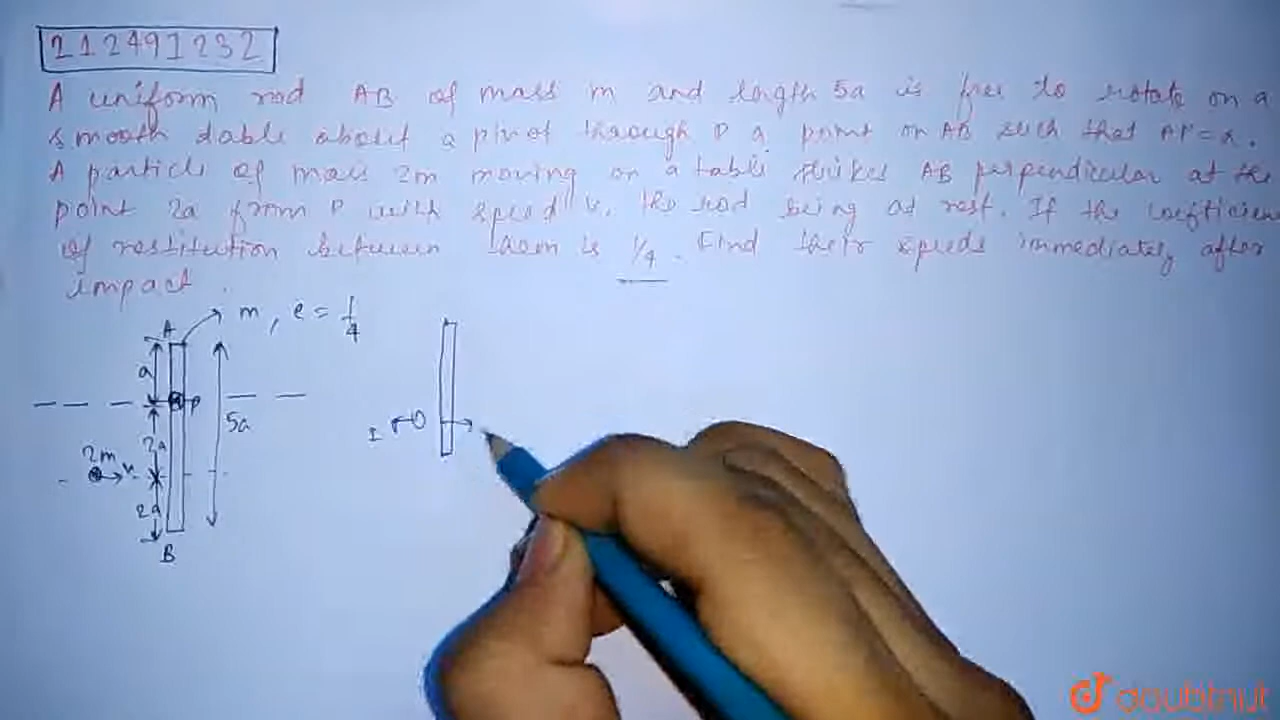 212491232
A uniform rod AB of mass m and length 5a is free to rotate on a
smooth table about a pivot through P a point on AB such that AP = a.
A particle of mass 2m moving on a table strikes AB perpendicular at the
point 2a from P with speed u, the rod being at rest. If the coefficien
of restitution between them is 1/4. Find their speeds immediately after
impact.
A m, e = 1/4
a
P
5a
2a
2m u
2a
B
I
doubtnut